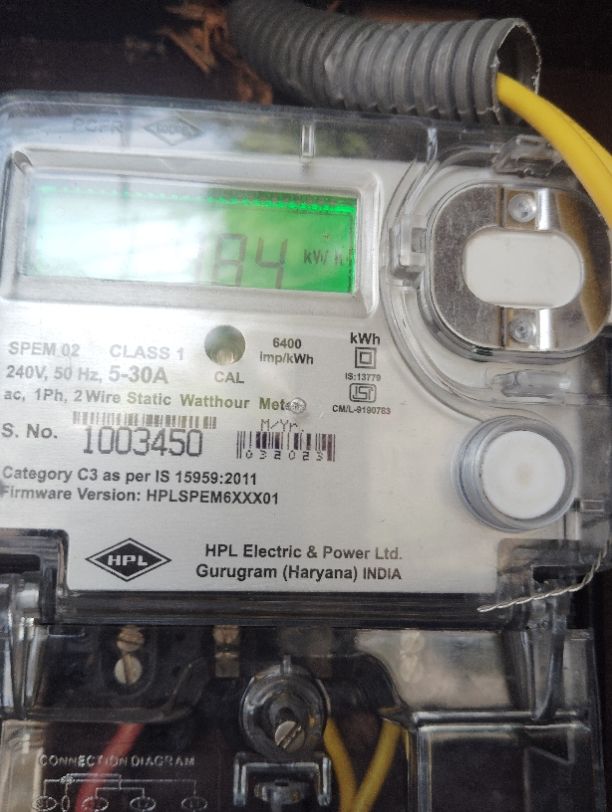 84 kWh
6400
imp/kWh
kWh
SPEM 02 CLASS 1
240V, 50 Hz, 5-30A
CAL
IS:13779
ac, 1Ph, 2 Wire Static Watthour Meter
CM/L-9190783
M/Yr.
S. No. 1003450
032023
Category C3 as per IS 15959:2011
Firmware Version: HPLSPEM6XXX01
HPL
HPL Electric & Power Ltd.
Gurugram (Haryana) INDIA
CONNECTION DIAGRAM